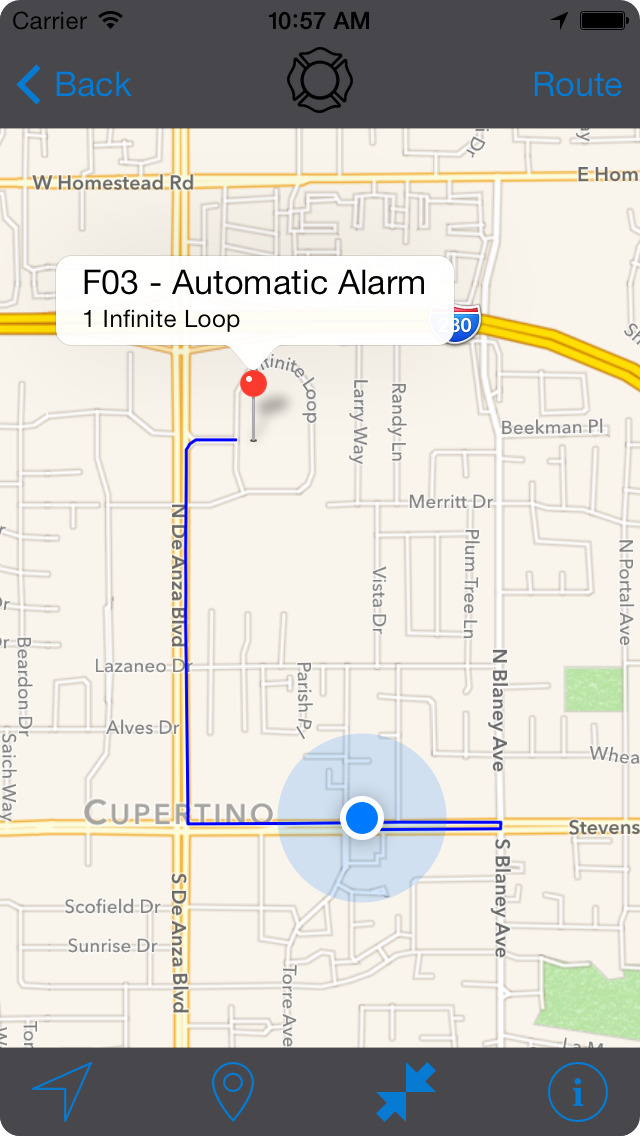 Carrier 10:57 AM
Back Route
W Homestead Rd
E Hom
F03 - Automatic Alarm
1 Infinite Loop
280
Infinite Loop
Larry Way
Randy Ln
Beekman Pl
Merritt Dr
N De Anza Blvd
Vista Dr
Plum Tree Ln
N Portal Ave
Beardon Dr
Lazaneo Dr
Parish Pl
N Blaney Ave
Alves Dr
Saich Way
Whea
CUPERTINO
Stevens
S De Anza Blvd
S Blaney Ave
Scofield Dr
Sunrise Dr
Torre Ave
Tor
La M
i